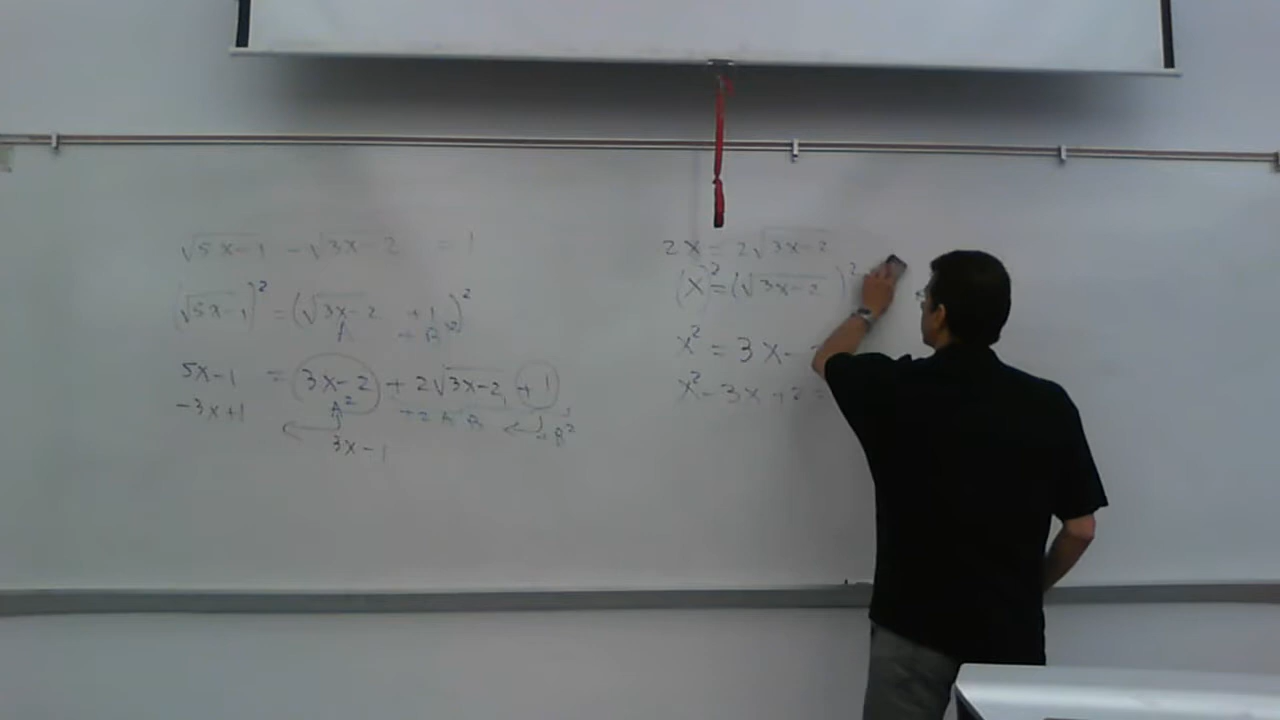 √5x-1 - √3x-2 = 1
(√5x-1)² = (√3x-2 + 1)²
A + B
5x-1 = (3x-2) + 2√3x-2 + 1
-3x+1 A² +2AB +B²
3x-1
2x = 2√3x-2
(x)² = (√3x-2)²
x² = 3x-
x²-3x+2=